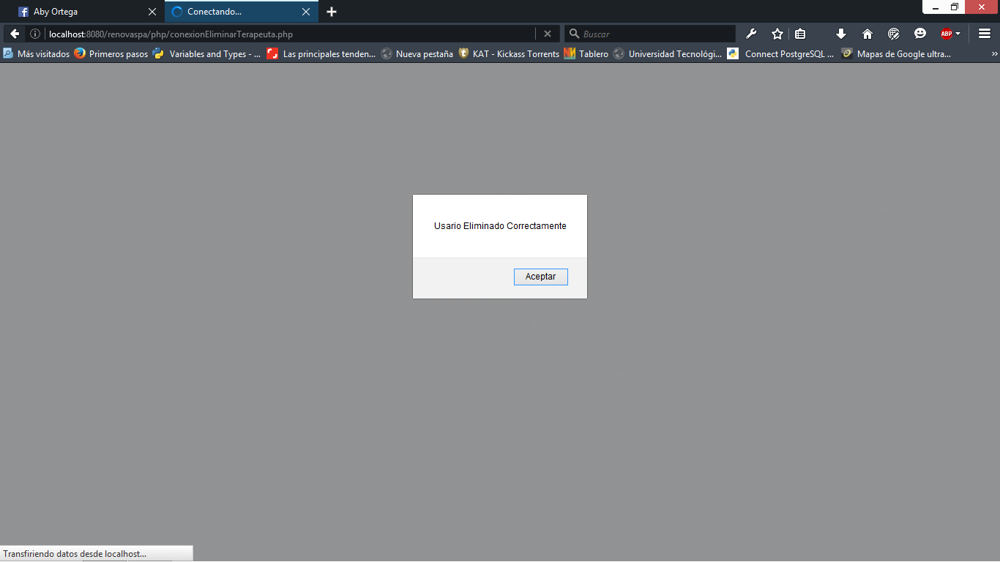 Aby Ortega
Conectando...
localhost:8080/renovaspa/php/conexionEliminarTerapeuta.php
Buscar
ABP
Más visitados
Primeros pasos
Variables and Types - ...
Las principales tenden...
Nueva pestaña
KAT - Kickass Torrents
Tablero
Universidad Tecnológi...
Connect PostgreSQL ...
Mapas de Google ultra...
Usario Eliminado Correctamente
Aceptar
Transfiriendo datos desde localhost...